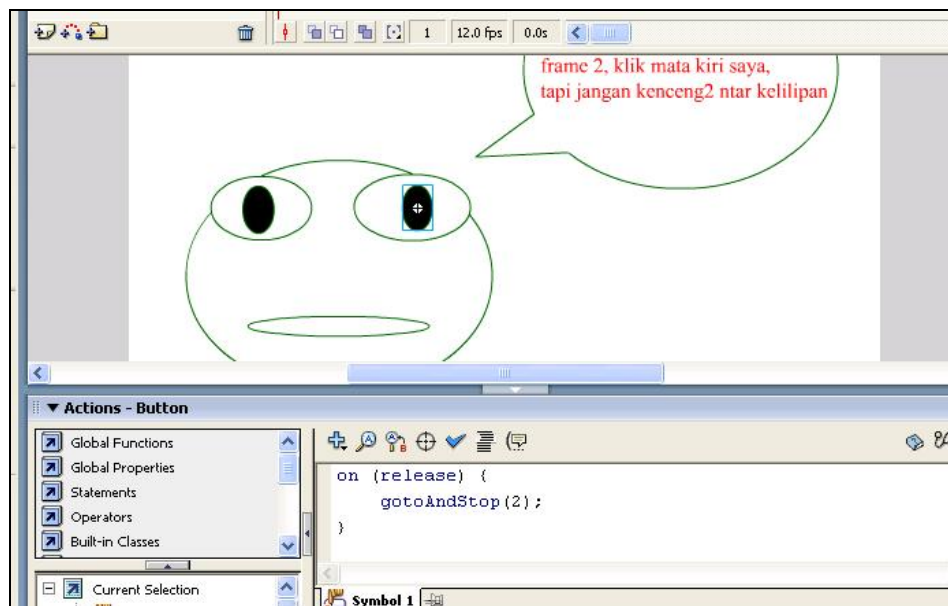 1 12.0 fps 0.0s
frame 2, klik mata kiri saya,
tapi jangan kenceng2 ntar kelilipan
Actions - Button
Global Functions
Global Properties
Statements
Operators
Built-in Classes
Current Selection
on (release) {
gotoAndStop(2);
}
Symbol 1